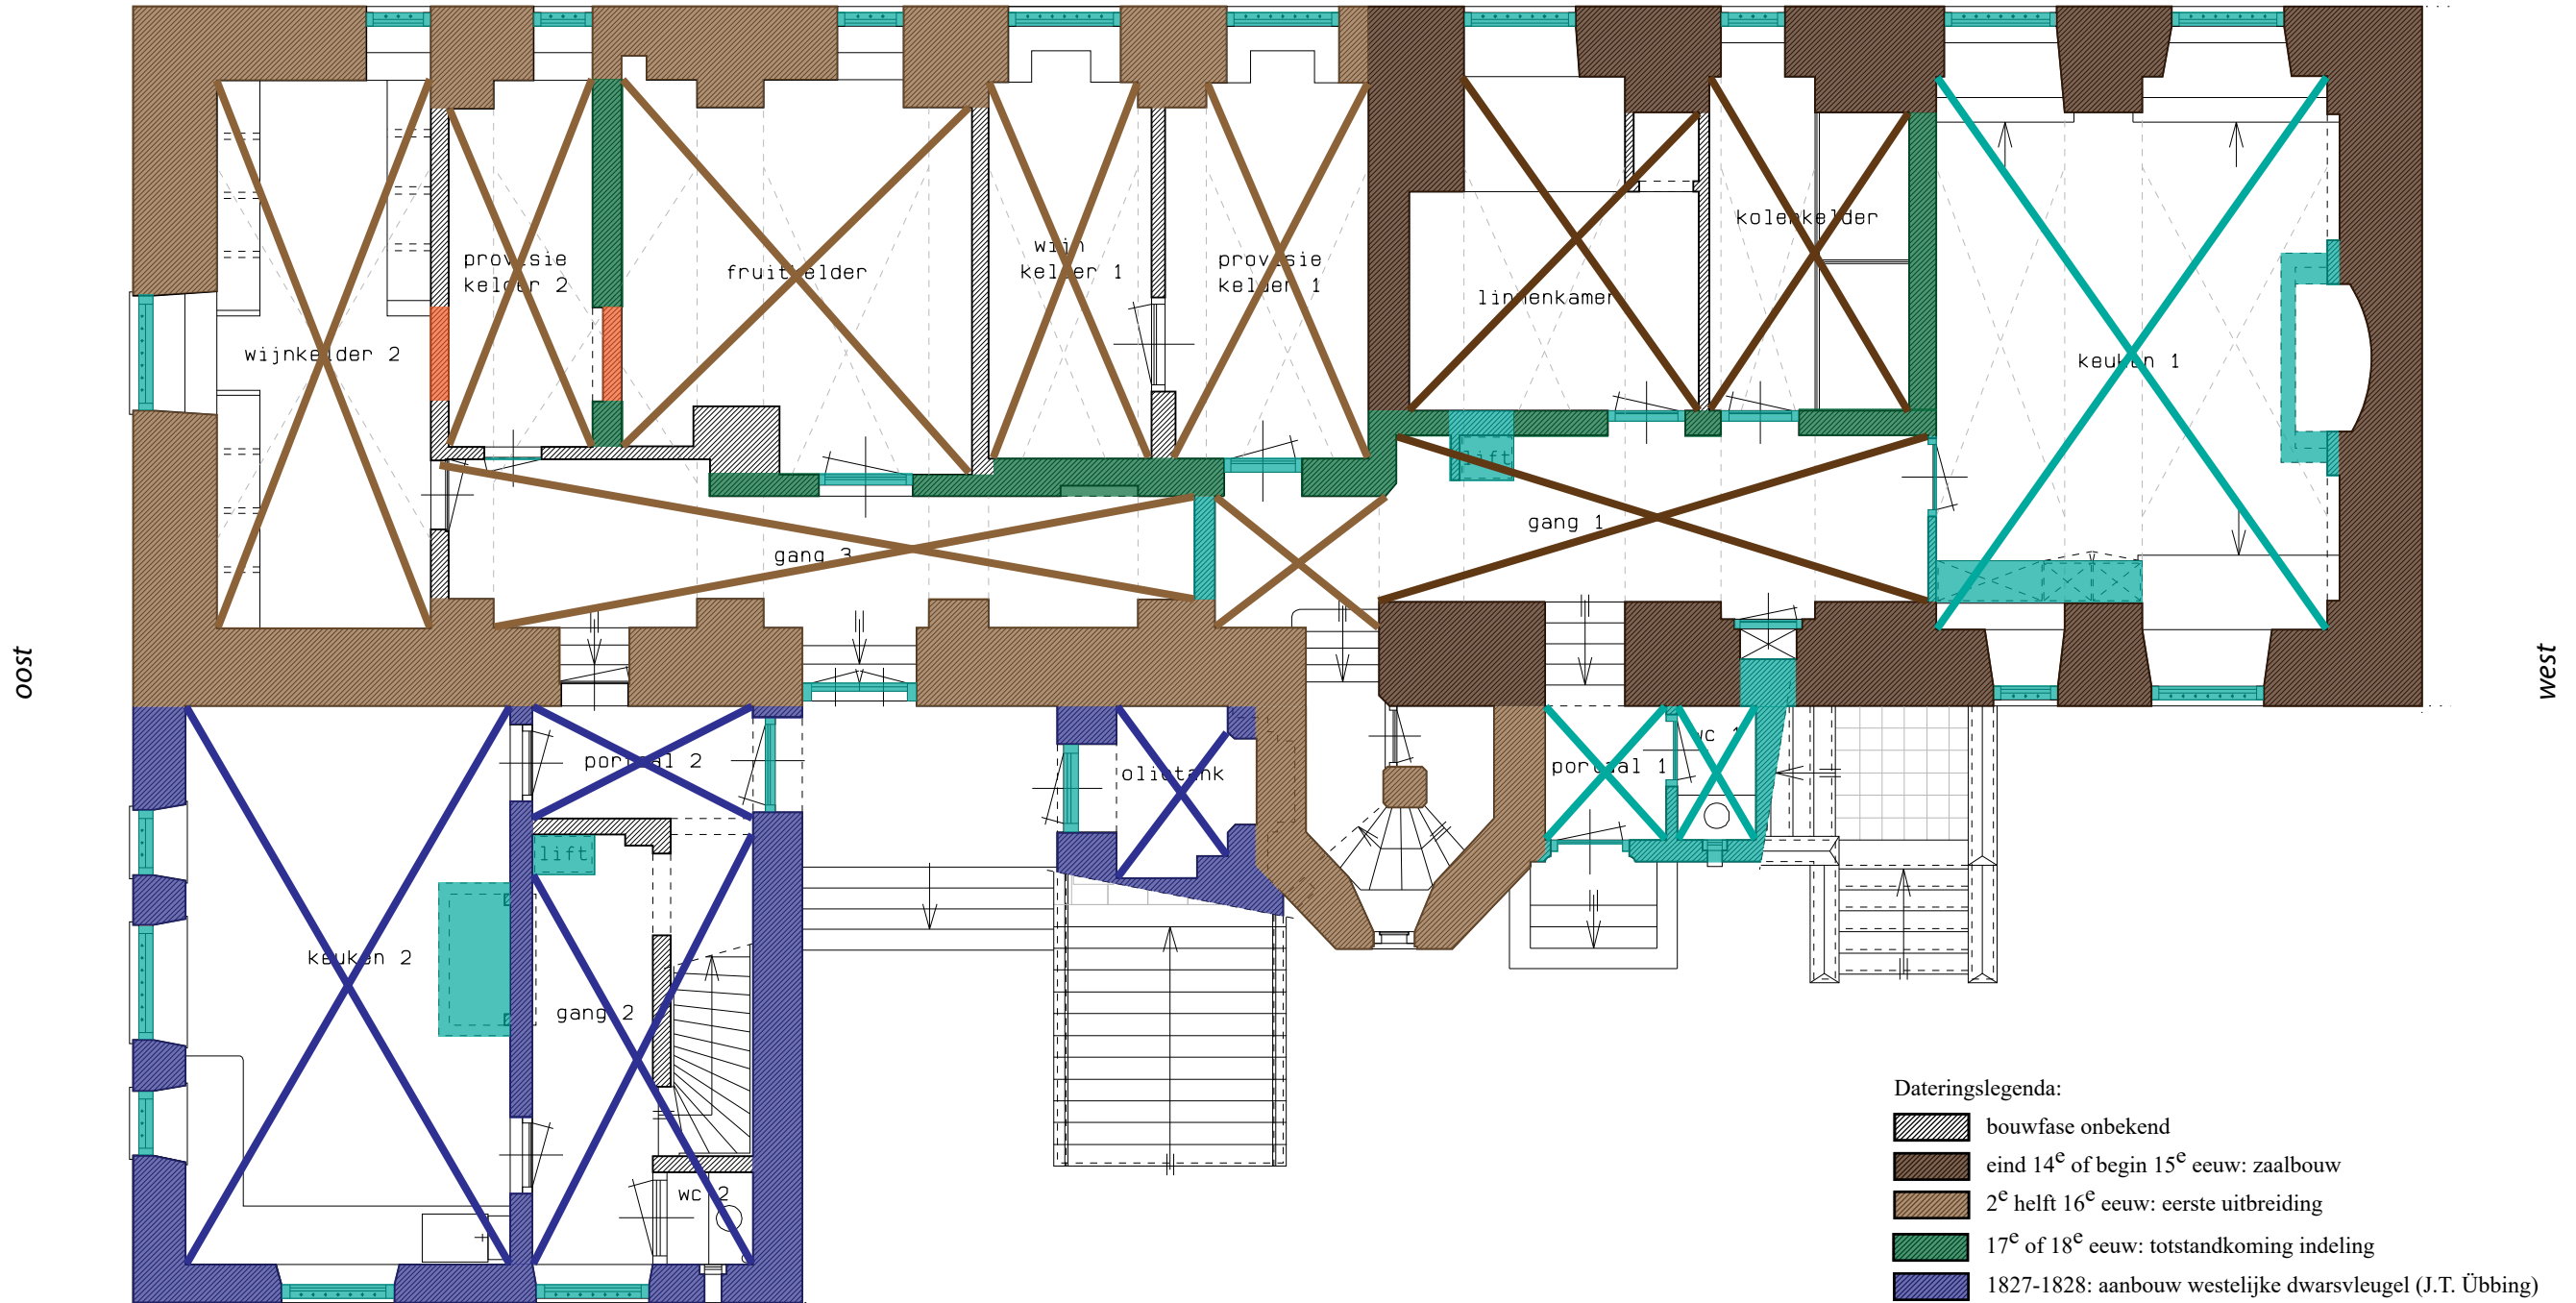 provisie
kelder 2
fruitkelder
wijn
kelder 1
provisie
kelder 1
linnenkamer
kolenkelder
wijnkelder 2
keuken 1
lift
gang 1
gang 3
oost
west
portaal 2
olietank
portaal 1
wc 1
lift
keuken 2
gang 2
wc 2
Dateringslegenda:
bouwfase onbekend
eind 14e of begin 15e eeuw: zaalbouw
2e helft 16e eeuw: eerste uitbreiding
17e of 18e eeuw: totstandkoming indeling
1827-1828: aanbouw westelijke dwarsvleugel (J.T. Übbing)